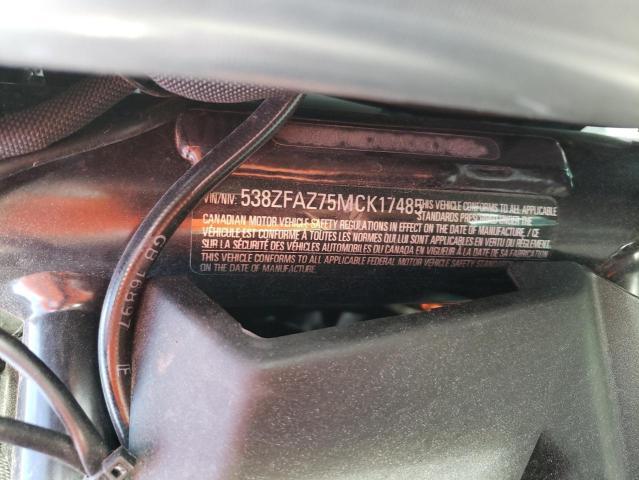 VIN/NIV: 538ZFAZ75MCK17485 THIS VEHICLE CONFORMS TO ALL APPLICABLE
STANDARDS PRESCRIBED UNDER THE
CANADIAN MOTOR VEHICLE SAFETY REGULATIONS IN EFFECT ON THE DATE OF MANUFACTURE / CE
VÉHICULE EST CONFORME À TOUTES LES NORMES QUI LUI SONT APPLICABLES EN VERTU DU RÈGLEMENT
SUR LA SÉCURITÉ DES VÉHICULES AUTOMOBILES DU CANADA EN VIGUEUR À LA DATE DE SA FABRICATION
THIS VEHICLE CONFORMS TO ALL APPLICABLE FEDERAL MOTOR VEHICLE SAFETY
ON THE DATE OF MANUFACTURE.
GB 16897